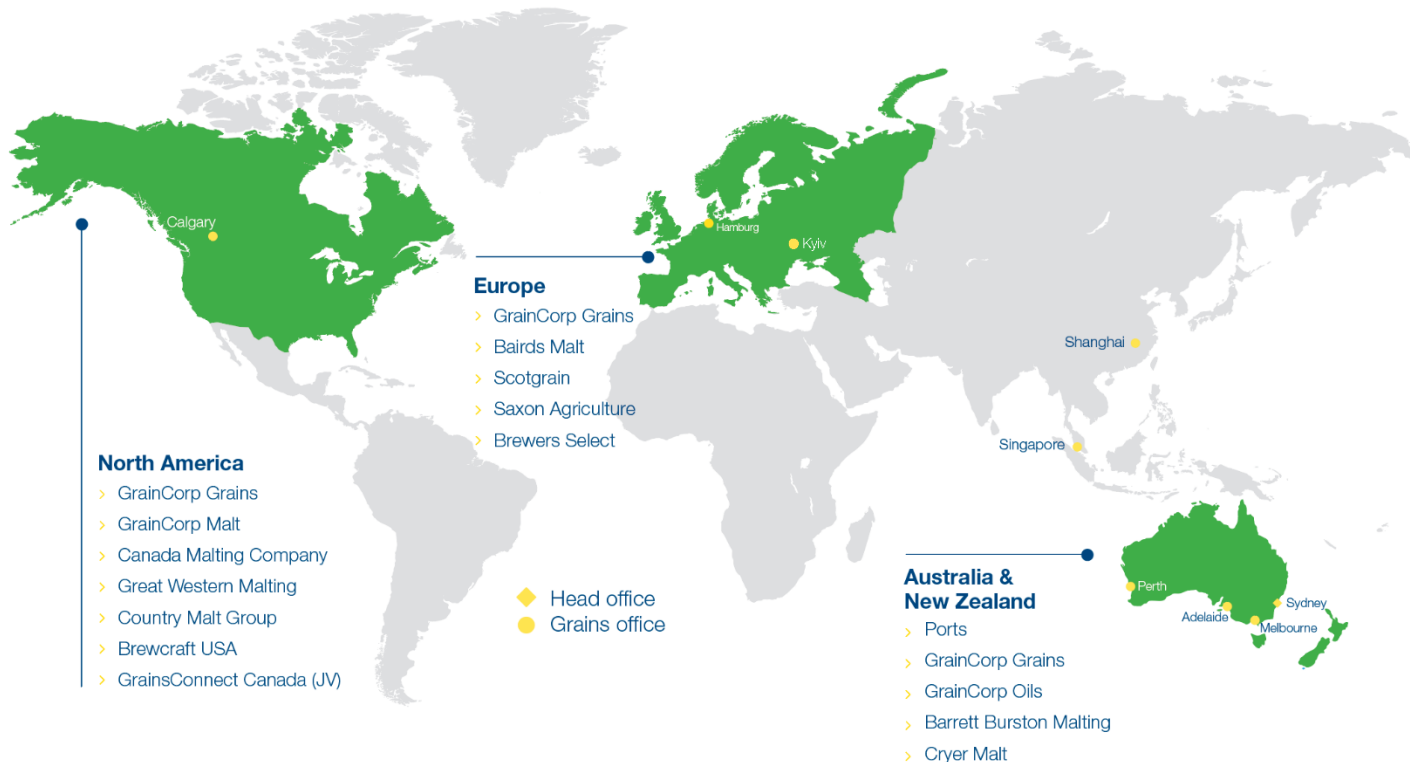 Calgary
Hamburg
Kyiv
Europe
GrainCorp Grains
Bairds Malt
Scotgrain
Saxon Agriculture
Brewers Select
Shanghai
Singapore
North America
GrainCorp Grains
GrainCorp Malt
Canada Malting Company
Great Western Malting
Country Malt Group
Brewcraft USA
GrainsConnect Canada (JV)
Head office
Grains office
Perth
Adelaide
Sydney
Melbourne
Australia &
New Zealand
Ports
GrainCorp Grains
GrainCorp Oils
Barrett Burston Malting
Cryer Malt